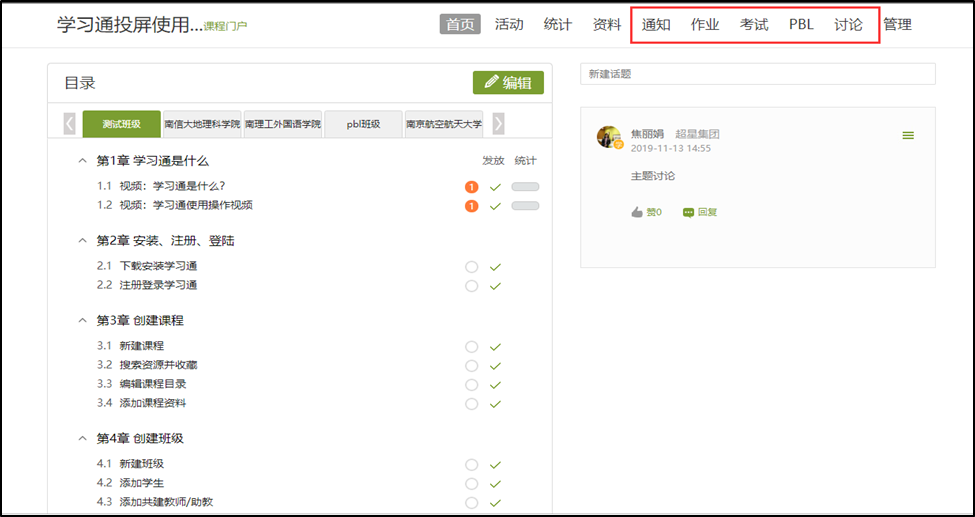 学习通投屏使用...课程门户
首页 活动 统计 资料 通知 作业 考试 PBL 讨论 管理
目录
编辑
测试班级 南信大地理科学院 南理工外国语学院 pbl班级 南京航空航天大学
第1章 学习通是什么 发放 统计
1.1 视频：学习通是什么？ 1
1.2 视频：学习通使用操作视频 1
第2章 安装、注册、登陆
2.1 下载安装学习通
2.2 注册登录学习通
第3章 创建课程
3.1 新建课程
3.2 搜索资源并收藏
3.3 编辑课程目录
3.4 添加课程资料
第4章 创建班级
4.1 新建班级
4.2 添加学生
4.3 添加共建教师/助教
新建话题
焦丽娟 超星集团
2019-11-13 14:55
主题讨论
赞0 回复